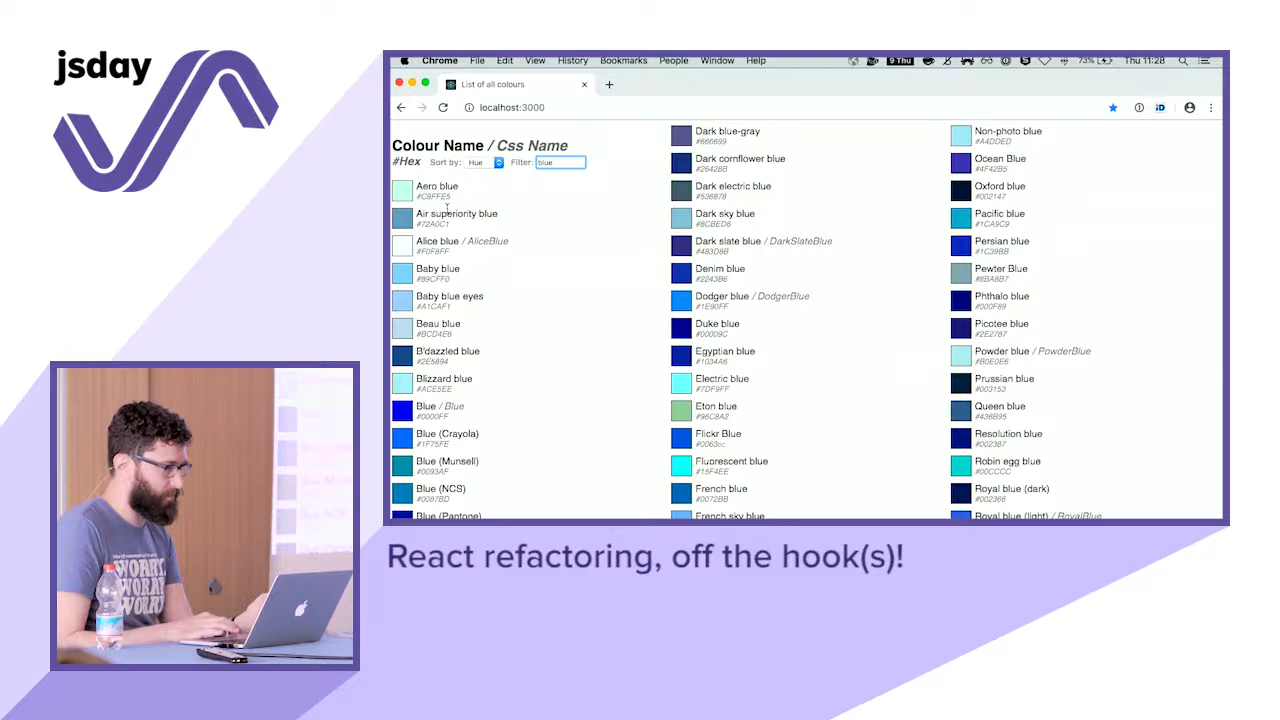 jsday
Chrome File Edit View History Bookmarks People Window Help
9 Thu
73%
Thu 11:28
List of all colours
localhost:3000
Colour Name / Css Name
#Hex Sort by: Hue Filter: blue
Aero blue
#C9FFE5
Air superiority blue
#72A0C1
Alice blue / AliceBlue
#F0F8FF
Baby blue
#89CFF0
Baby blue eyes
#A1CAF1
Beau blue
#BCD4E6
B'dazzled blue
#2E5894
Blizzard blue
#ACE5EE
Blue / Blue
#0000FF
Blue (Crayola)
#1F75FE
Blue (Munsell)
#0093AF
Blue (NCS)
#0087BD
Blue (Pantone)
Dark blue-gray
#666699
Dark cornflower blue
#26428B
Dark electric blue
#536878
Dark sky blue
#8CBED6
Dark slate blue / DarkSlateBlue
#483D8B
Denim blue
#2243B6
Dodger blue / DodgerBlue
#1E90FF
Duke blue
#00009C
Egyptian blue
#1034A6
Electric blue
#7DF9FF
Eton blue
#96C8A2
Flickr Blue
#0063cc
Fluorescent blue
#15F4EE
French blue
#0072BB
French sky blue
Non-photo blue
#A4DDED
Ocean Blue
#4F42B5
Oxford blue
#002147
Pacific blue
#1CA9C9
Persian blue
#1C39BB
Pewter Blue
#8BA8B7
Phthalo blue
#000F89
Picotee blue
#2E2787
Powder blue / PowderBlue
#B0E0E6
Prussian blue
#003153
Queen blue
#436B95
Resolution blue
#002387
Robin egg blue
#00CCCC
Royal blue (dark)
#002366
Royal blue (light) / RoyalBlue
WORRY,
WORRY,
WORRY
React refactoring, off the hook(s)!